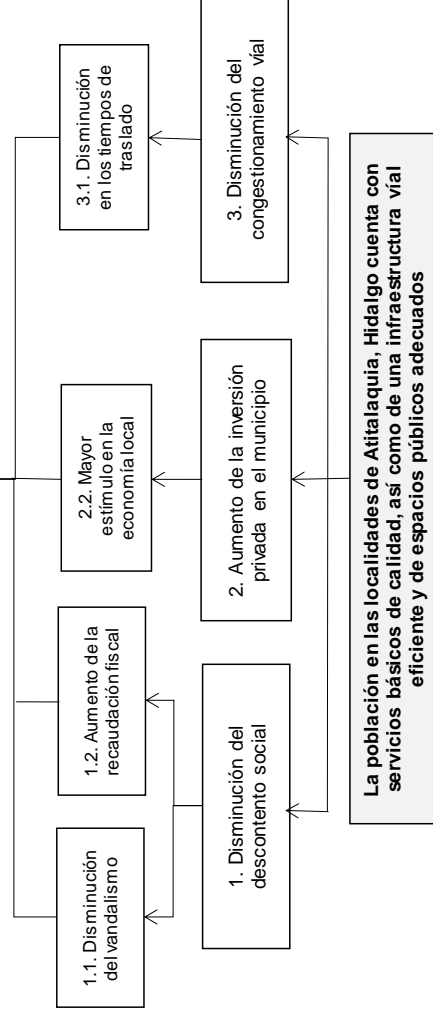 1.1. Disminución
del vandalismo
1.2. Aumento de la
recaudación fiscal
2.2. Mayor
estímulo en la
economía local
3.1. Disminución
en los tiempos de
traslado
1. Disminución del
descontento social
2. Aumento de la inversión
privada en el municipio
3. Disminución del
congestionamiento víal
La población en las localidades de Atitalaquia, Hidalgo cuenta con
servicios básicos de calidad, así como de una infraestructura víal
eficiente y de espacios públicos adecuados